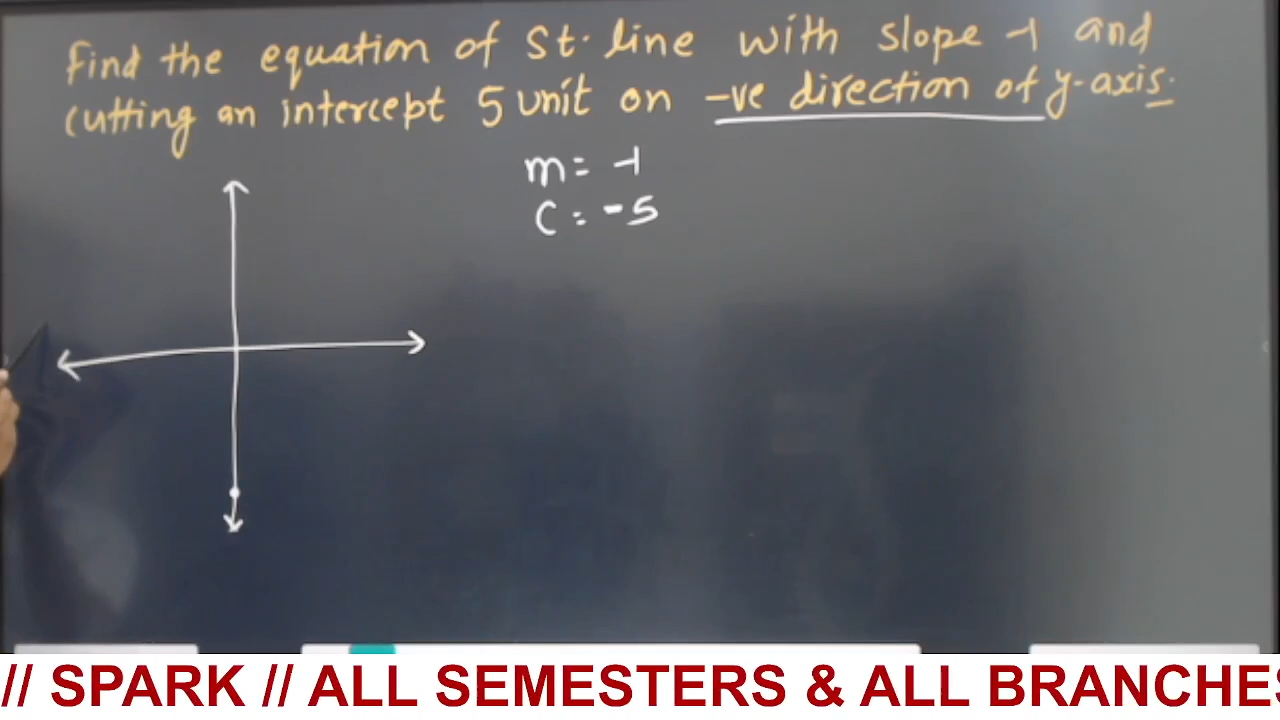 Find the equation of St. line with slope -1 and
cutting an intercept 5 unit on -ve direction of y-axis.
m = -1
C = -5
// SPARK // ALL SEMESTERS & ALL BRANCHES